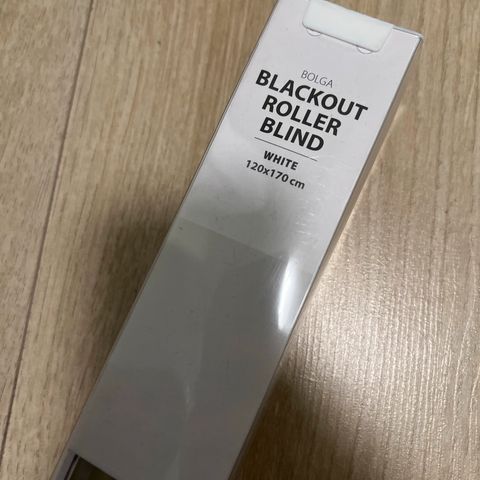 BOLGA
BLACKOUT
ROLLER
BLIND
WHITE
120x170 cm